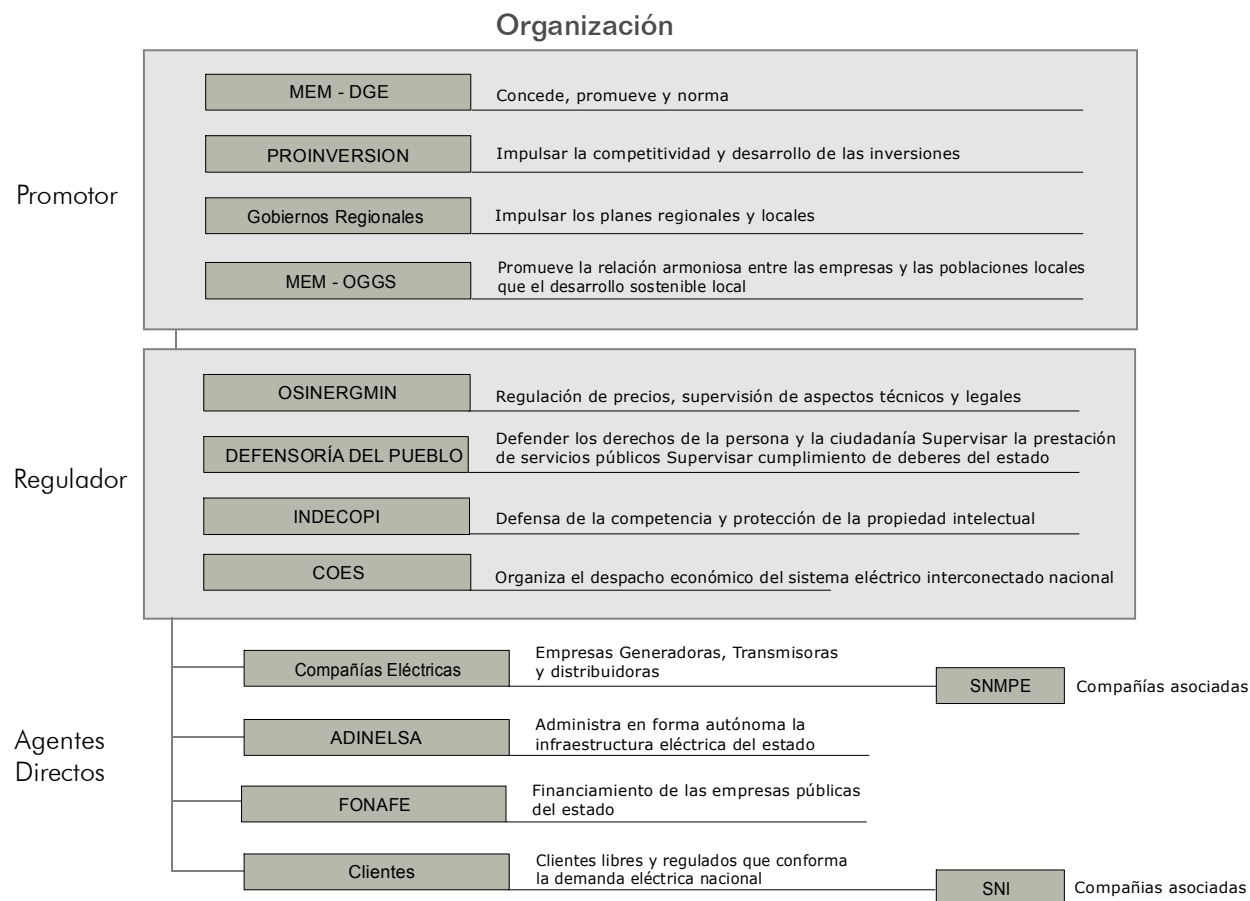 Organización
Promotor
MEM - DGE
Concede, promueve y norma
PROINVERSION
Impulsar la competitividad y desarrollo de las inversiones
Gobiernos Regionales
Impulsar los planes regionales y locales
MEM - OGGS
Promueve la relación armoniosa entre las empresas y las poblaciones locales
que el desarrollo sostenible local
Regulador
OSINERGMIN
Regulación de precios, supervisión de aspectos técnicos y legales
DEFENSORÍA DEL PUEBLO
Defender los derechos de la persona y la ciudadanía Supervisar la prestación
de servicios públicos Supervisar cumplimiento de deberes del estado
INDECOPI
Defensa de la competencia y protección de la propiedad intelectual
COES
Organiza el despacho económico del sistema eléctrico interconectado nacional
Agentes
Directos
Compañías Eléctricas
Empresas Generadoras, Transmisoras
y distribuidoras
SNMPE
Compañías asociadas
ADINELSA
Administra en forma autónoma la
infraestructura eléctrica del estado
FONAFE
Financiamiento de las empresas públicas
del estado
Clientes
Clientes libres y regulados que conforma
la demanda eléctrica nacional
SNI
Compañias asociadas